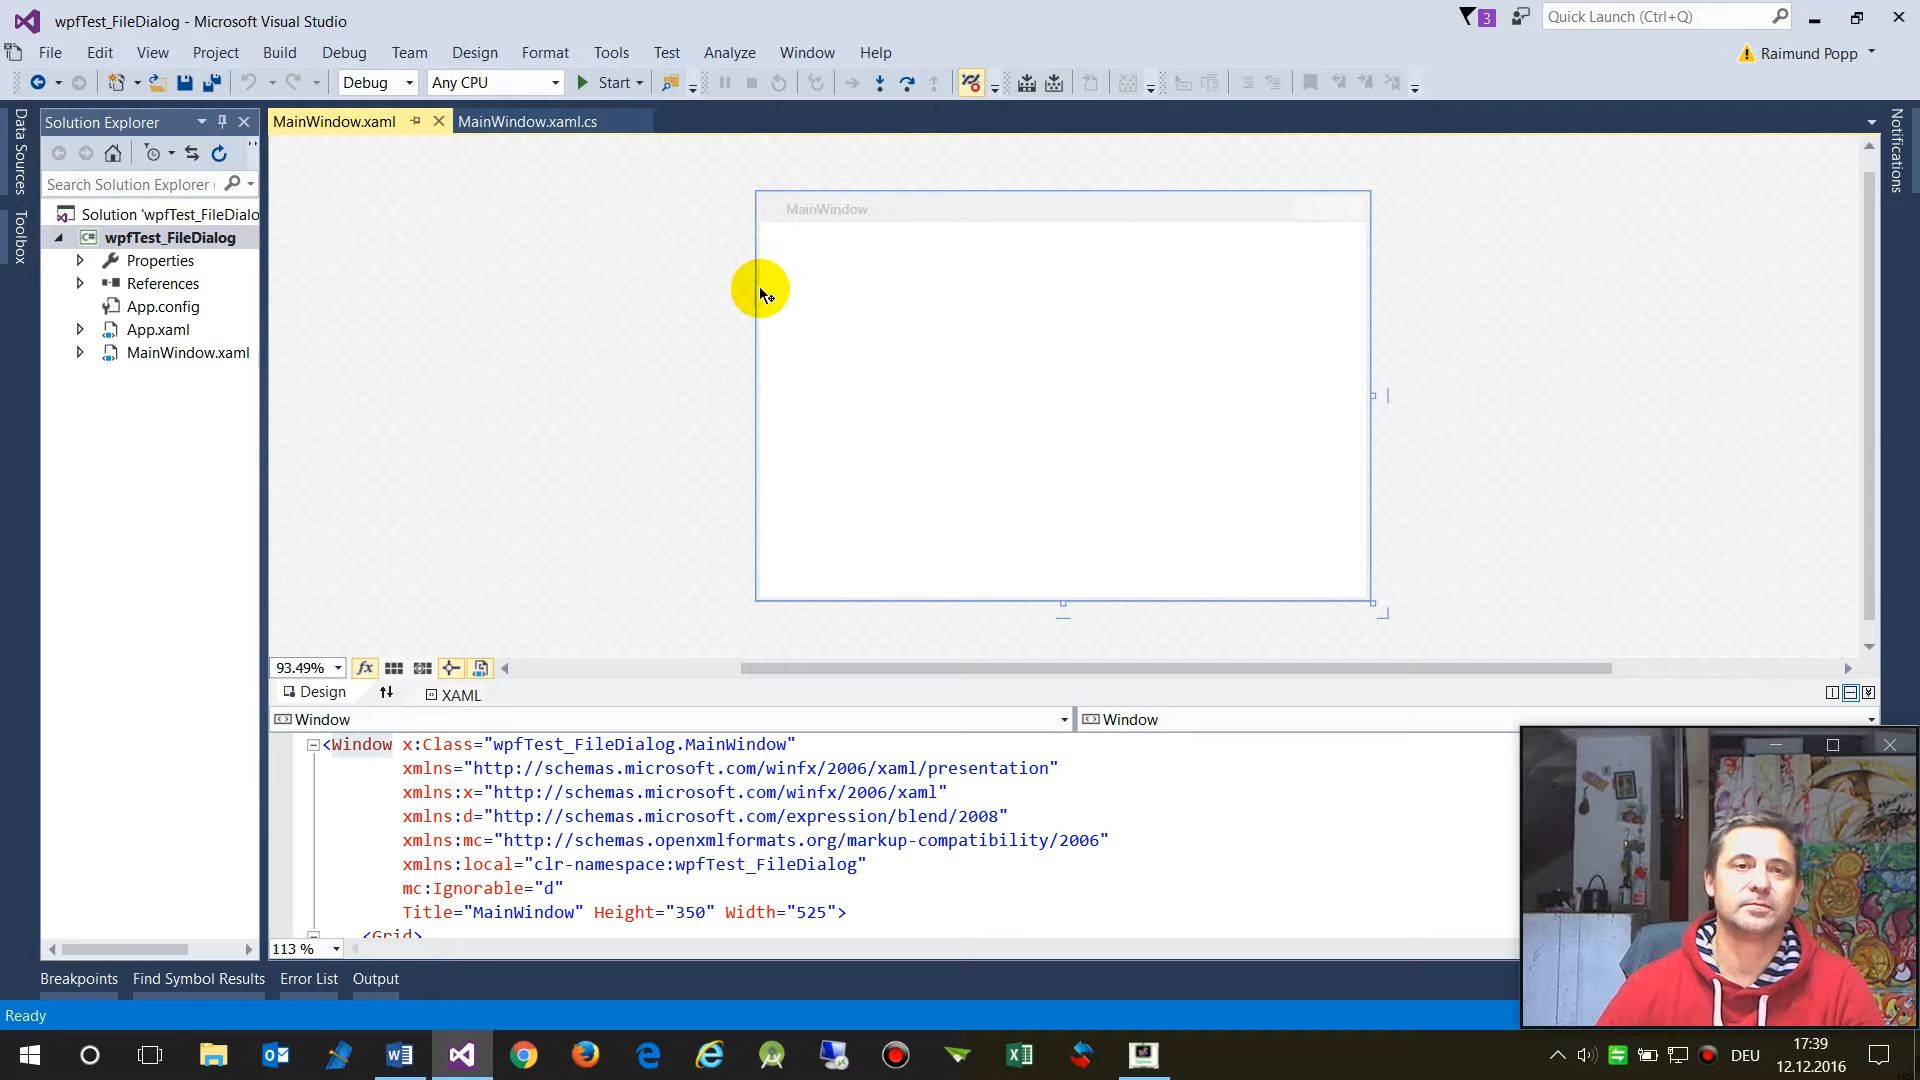 wpfTest_FileDialog - Microsoft Visual Studio
3
Quick Launch (Ctrl+Q)
File Edit View Project Build Debug Team Design Format Tools Test Analyze Window Help
Raimund Popp
Debug Any CPU Start
Data Sources
Toolbox
Solution Explorer
Search Solution Explorer (
Solution 'wpfTest_FileDialo
wpfTest_FileDialog
Properties
References
App.config
App.xaml
MainWindow.xaml
MainWindow.xaml MainWindow.xaml.cs
Notifications
MainWindow
93.49% fx
Design XAML
Window Window
<Window x:Class="wpfTest_FileDialog.MainWindow"
xmlns="http://schemas.microsoft.com/winfx/2006/xaml/presentation"
xmlns:x="http://schemas.microsoft.com/winfx/2006/xaml"
xmlns:d="http://schemas.microsoft.com/expression/blend/2008"
xmlns:mc="http://schemas.openxmlformats.org/markup-compatibility/2006"
xmlns:local="clr-namespace:wpfTest_FileDialog"
mc:Ignorable="d"
Title="MainWindow" Height="350" Width="525">
<Grid>
113 %
Breakpoints Find Symbol Results Error List Output
Ready
DEU
17:39
12.12.2016